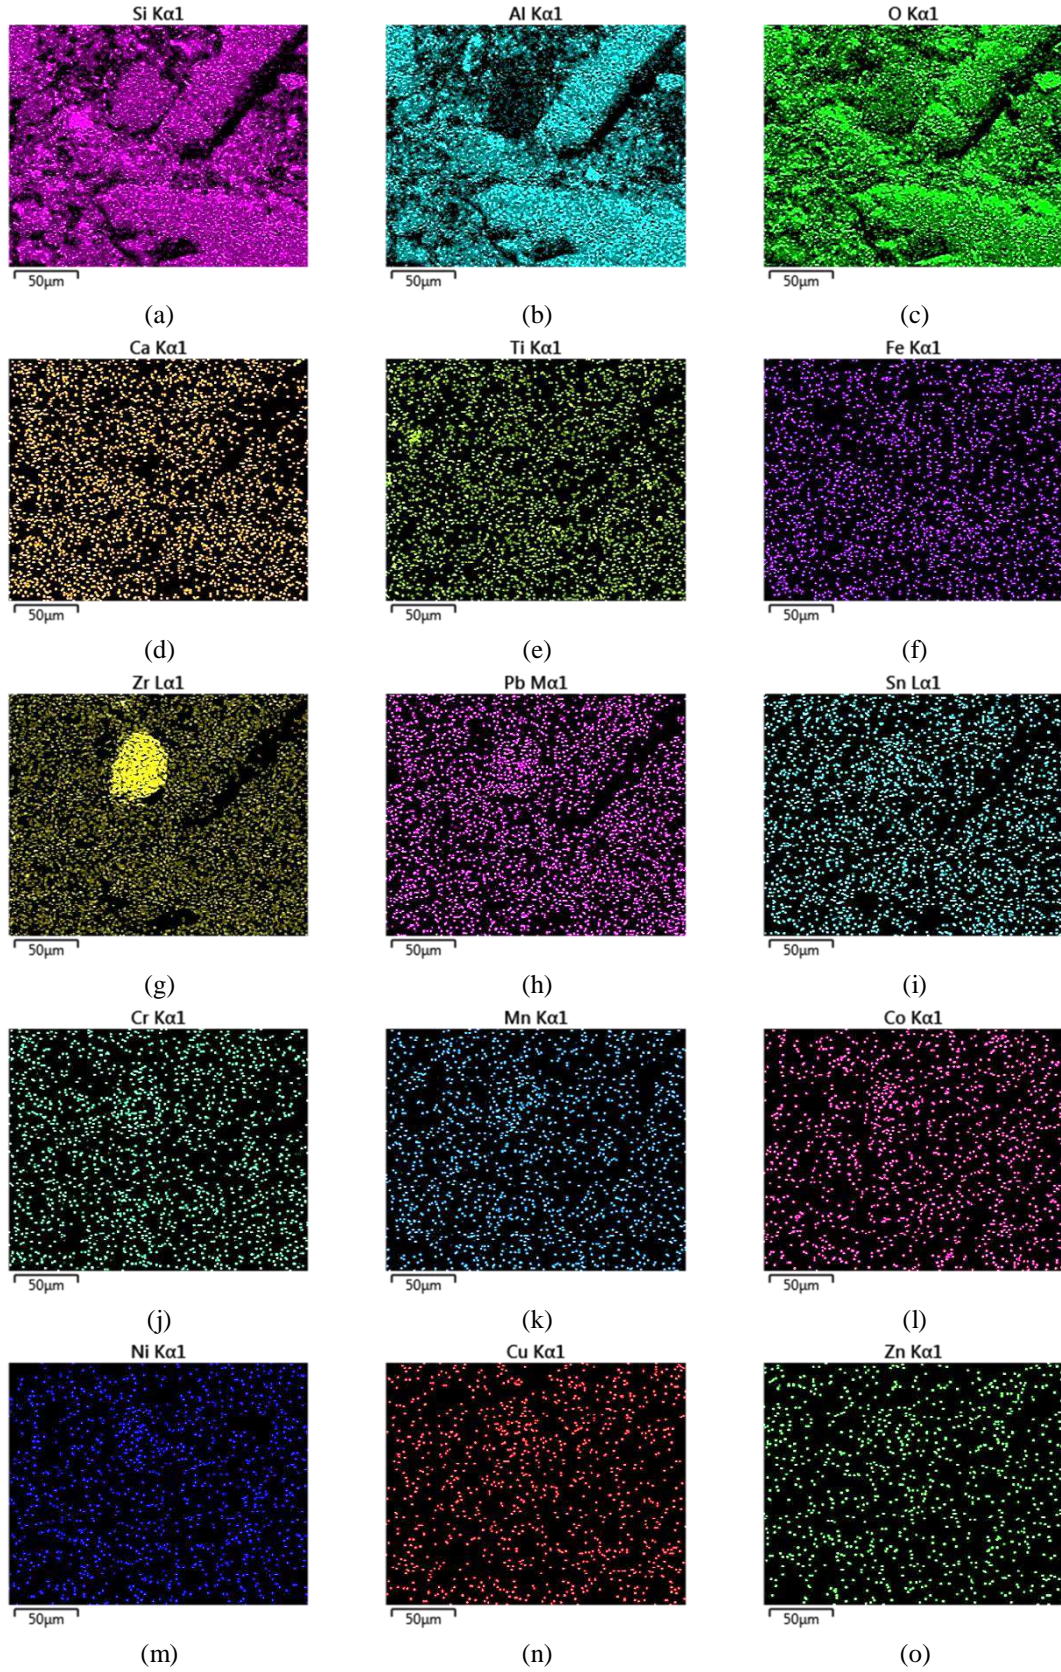 Si Kα1 Al Kα1 O Kα1
50μm 50μm 50μm
(a) (b) (c)
Ca Kα1 Ti Kα1 Fe Kα1
50μm 50μm 50μm
(d) (e) (f)
Zr Lα1 Pb Mα1 Sn Lα1
50μm 50μm 50μm
(g) (h) (i)
Cr Kα1 Mn Kα1 Co Kα1
50μm 50μm 50μm
(j) (k) (l)
Ni Kα1 Cu Kα1 Zn Kα1
50μm 50μm 50μm
(m) (n) (o)